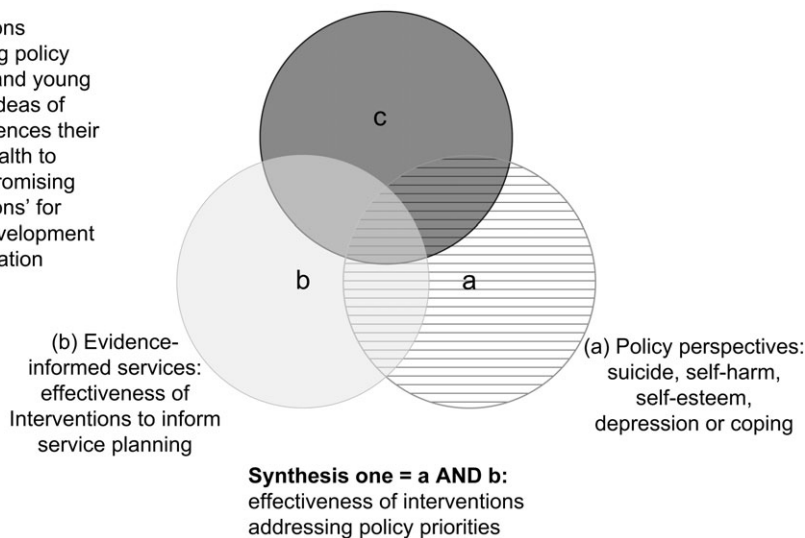 ons
g policy
and young
deas of
ences their
alth to
romising
ons’ for
velopment
ation
c
b
a
(b) Evidence-
informed services:
effectiveness of
Interventions to inform
service planning
(a) Policy perspectives:
suicide, self-harm,
self-esteem,
depression or coping
Synthesis one = a AND b:
effectiveness of interventions
addressing policy priorities